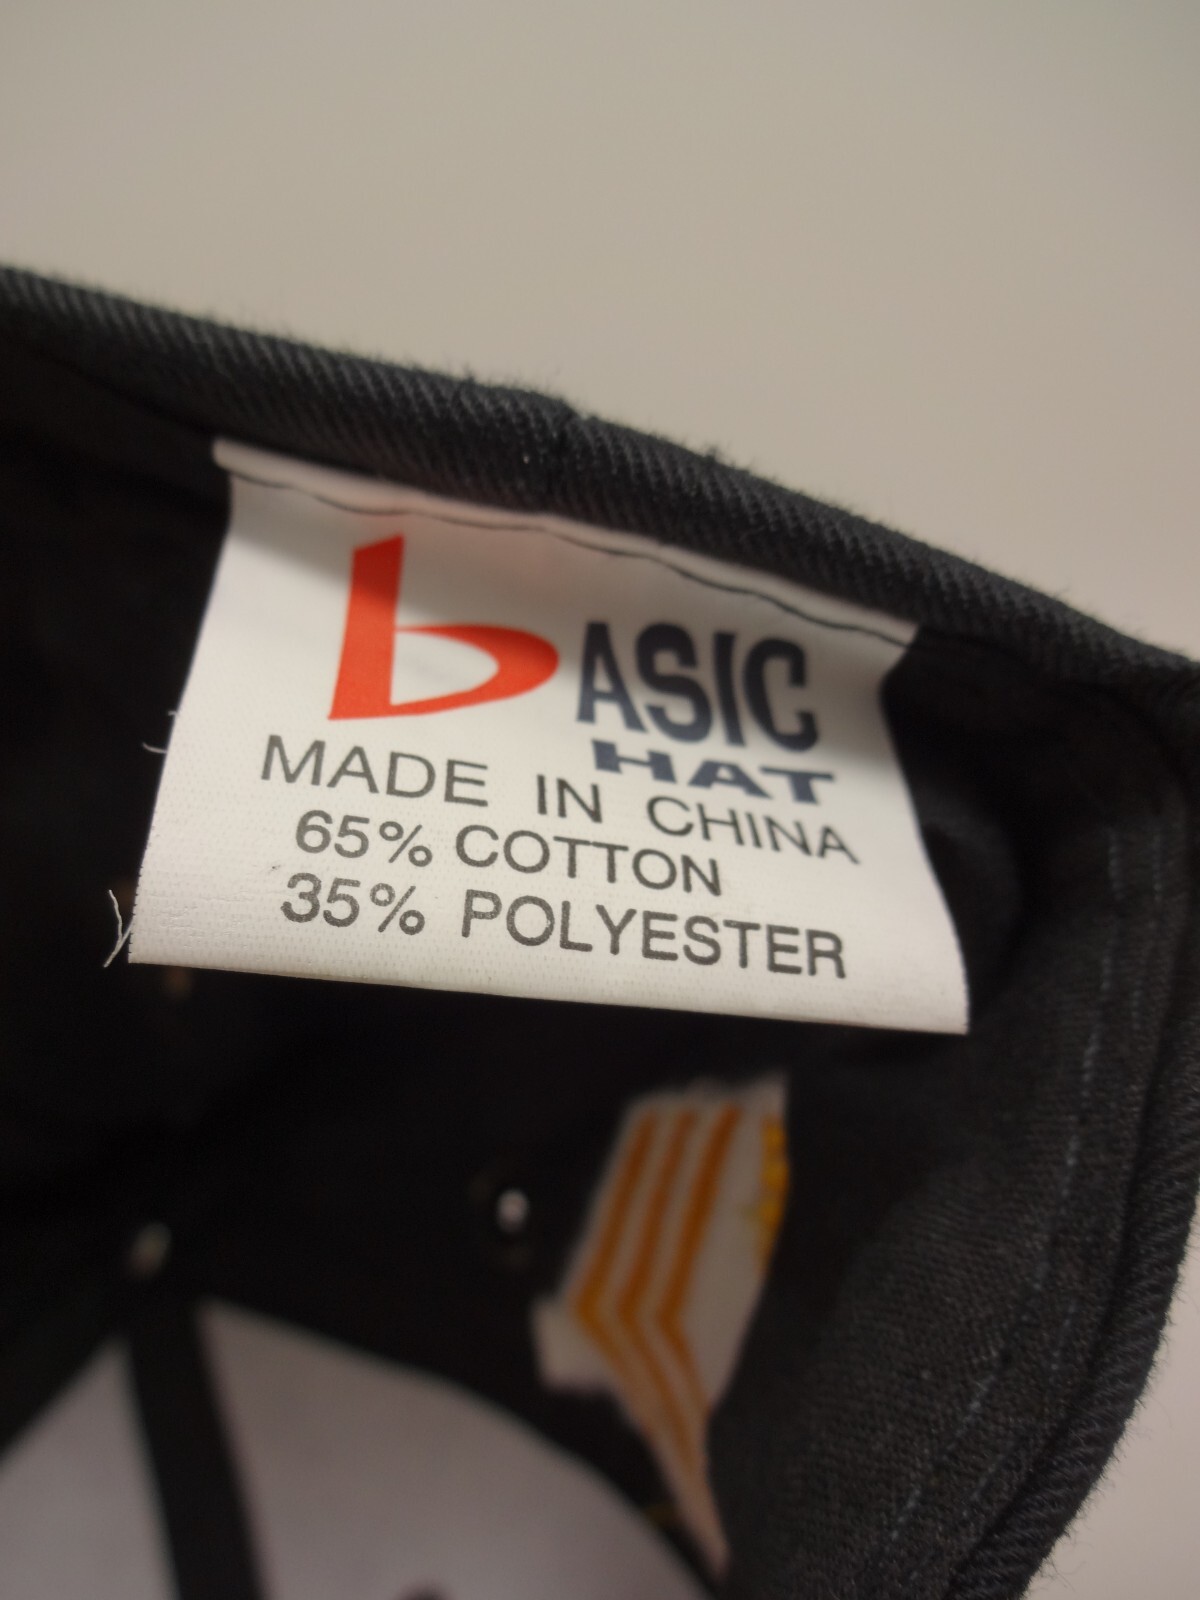 bASIC
HAT
MADE IN CHINA
65% COTTON
35% POLYESTER